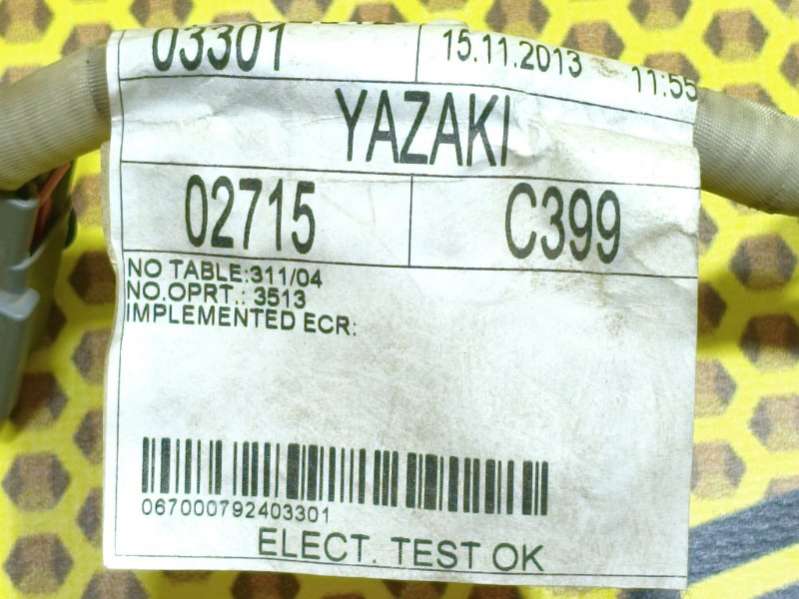 03301 15.11.2013 11:55
YAZAKI
02715 C399
NO TABLE:311/04
NO.OPRT.: 3513
IMPLEMENTED ECR:
067000792403301
ELECT. TEST OK